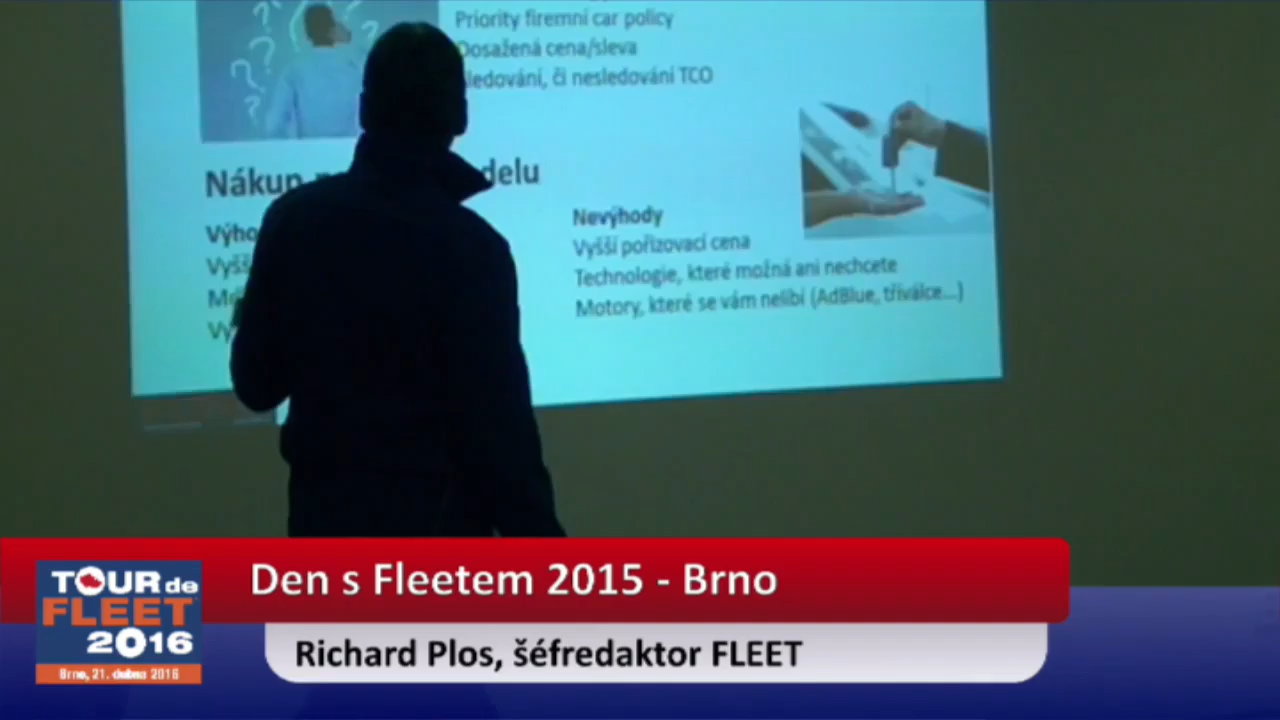 Priority firemní car policy
Dosažená cena/sleva
sledování, či nesledování TCO
Nákup
delu
Nevýhody
Vyšší pořizovací cena
Technologie, které možná ani nechcete
Motory, které se vám nelíbí (AdBlue, tříválce...)
Den s Fleetem 2015 - Brno
Richard Plos, šéfredaktor FLEET
TOUR de
FLEET
2016
Brno, 21. dubna 2016